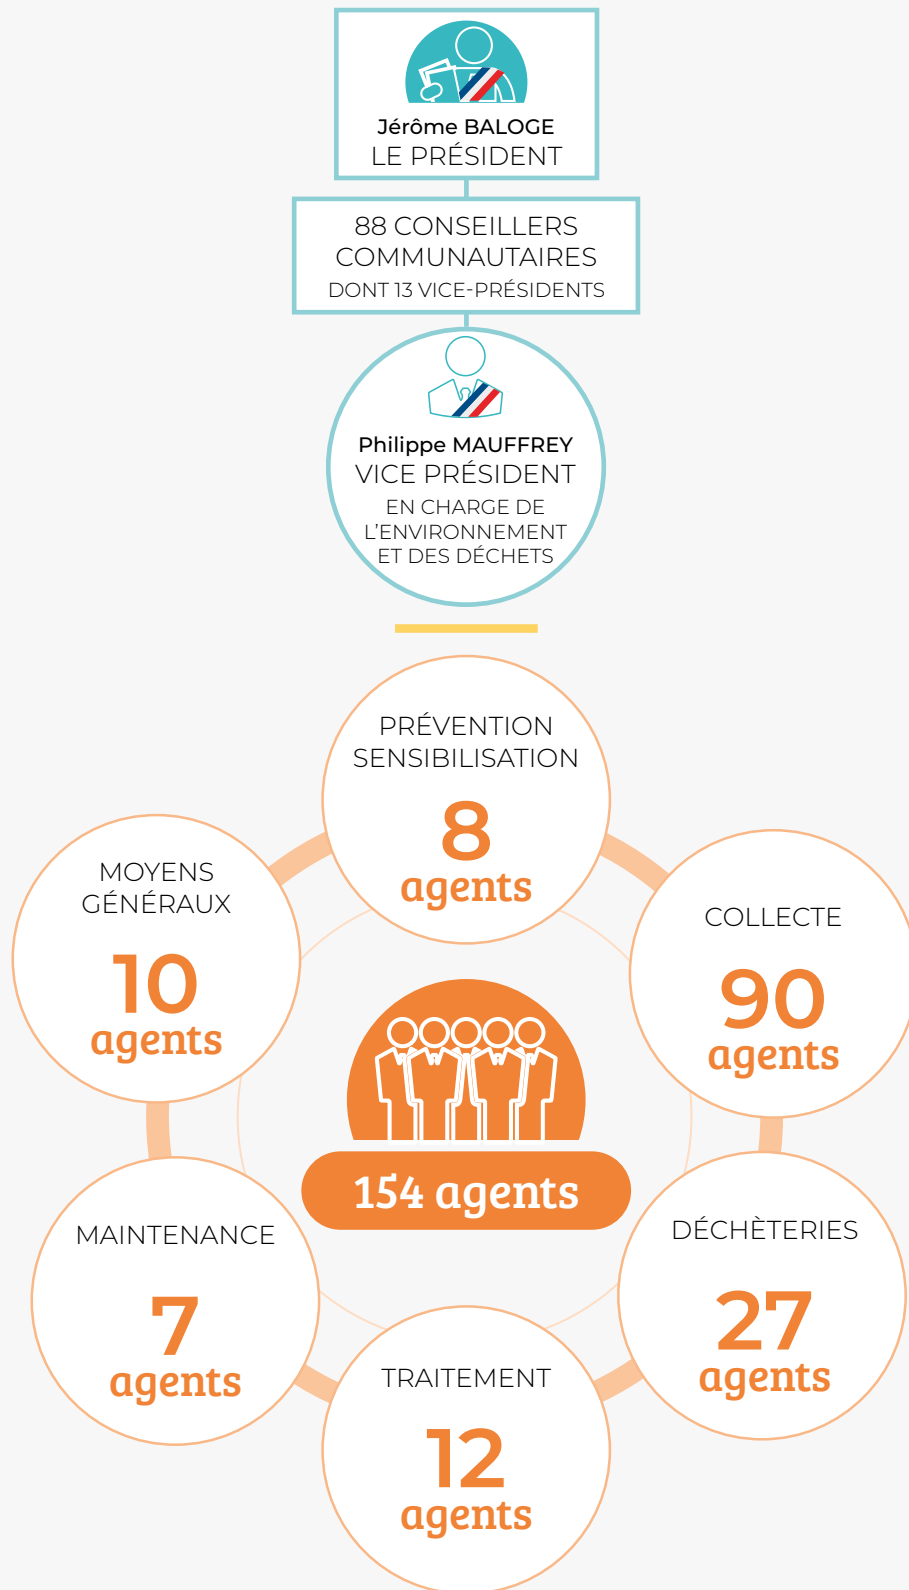 Jérôme BALOGE
LE PRÉSIDENT
88 CONSEILLERS
COMMUNAUTAIRES
DONT 13 VICE-PRÉSIDENTS
Philippe MAUFFREY
VICE PRÉSIDENT
EN CHARGE DE
L’ENVIRONNEMENT
ET DES DÉCHETS
PRÉVENTION
SENSIBILISATION
8
agents
MOYENS
GÉNÉRAUX
10
agents
COLLECTE
90
agents
154 agents
MAINTENANCE
7
agents
DÉCHÈTERIES
27
agents
TRAITEMENT
12
agents